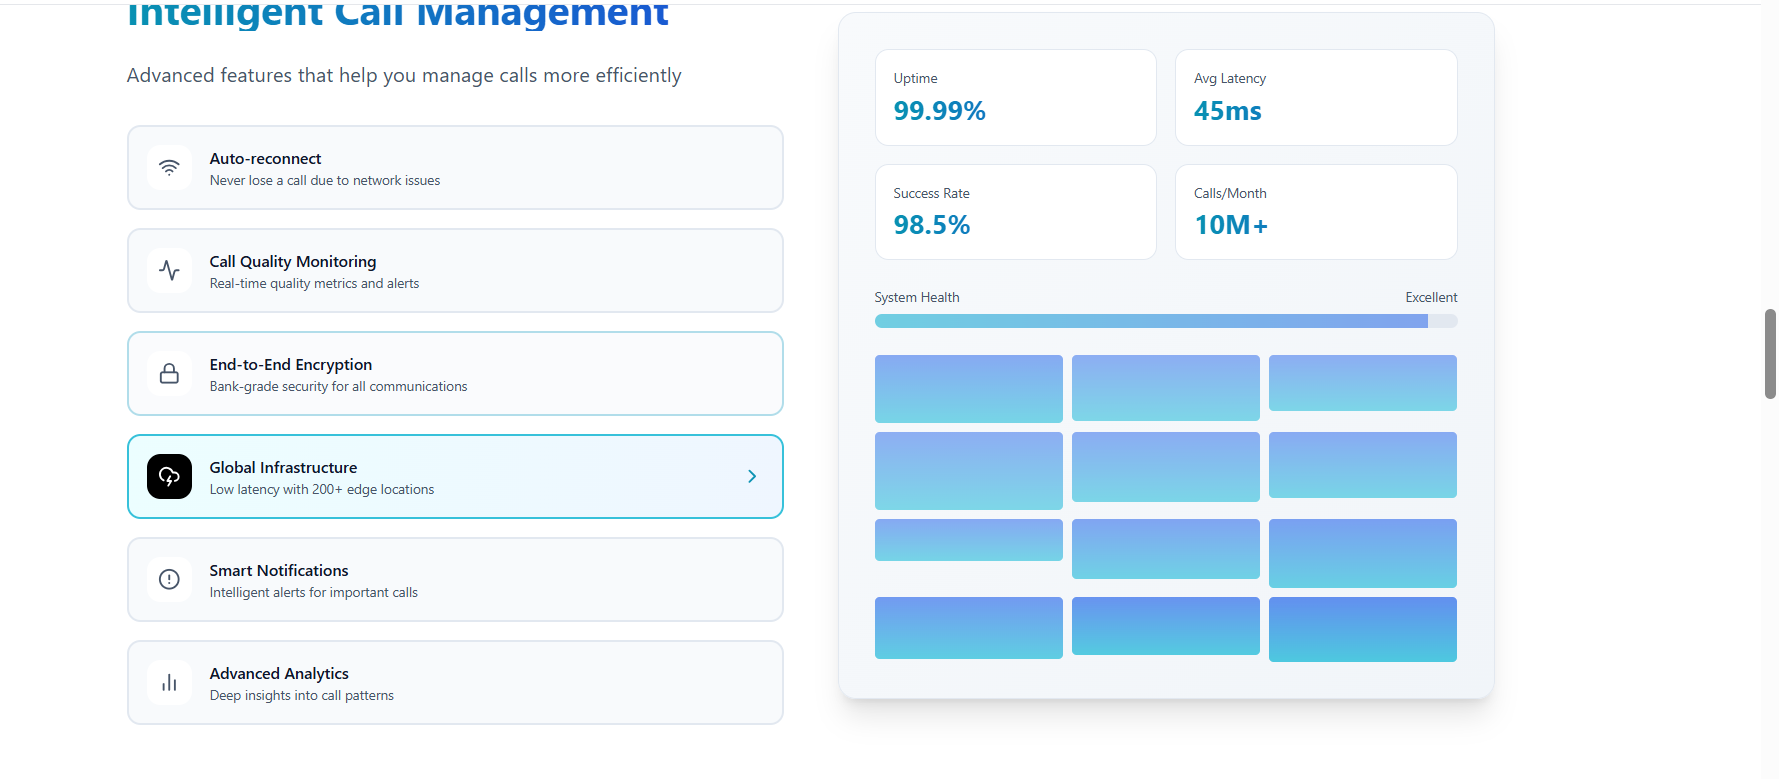 Intelligent Call Management
Advanced features that help you manage calls more efficiently
Auto-reconnect
Never lose a call due to network issues
Call Quality Monitoring
Real-time quality metrics and alerts
End-to-End Encryption
Bank-grade security for all communications
Global Infrastructure
Low latency with 200+ edge locations
Smart Notifications
Intelligent alerts for important calls
Advanced Analytics
Deep insights into call patterns
Uptime
99.99%
Avg Latency
45ms
Success Rate
98.5%
Calls/Month
10M+
System Health
Excellent